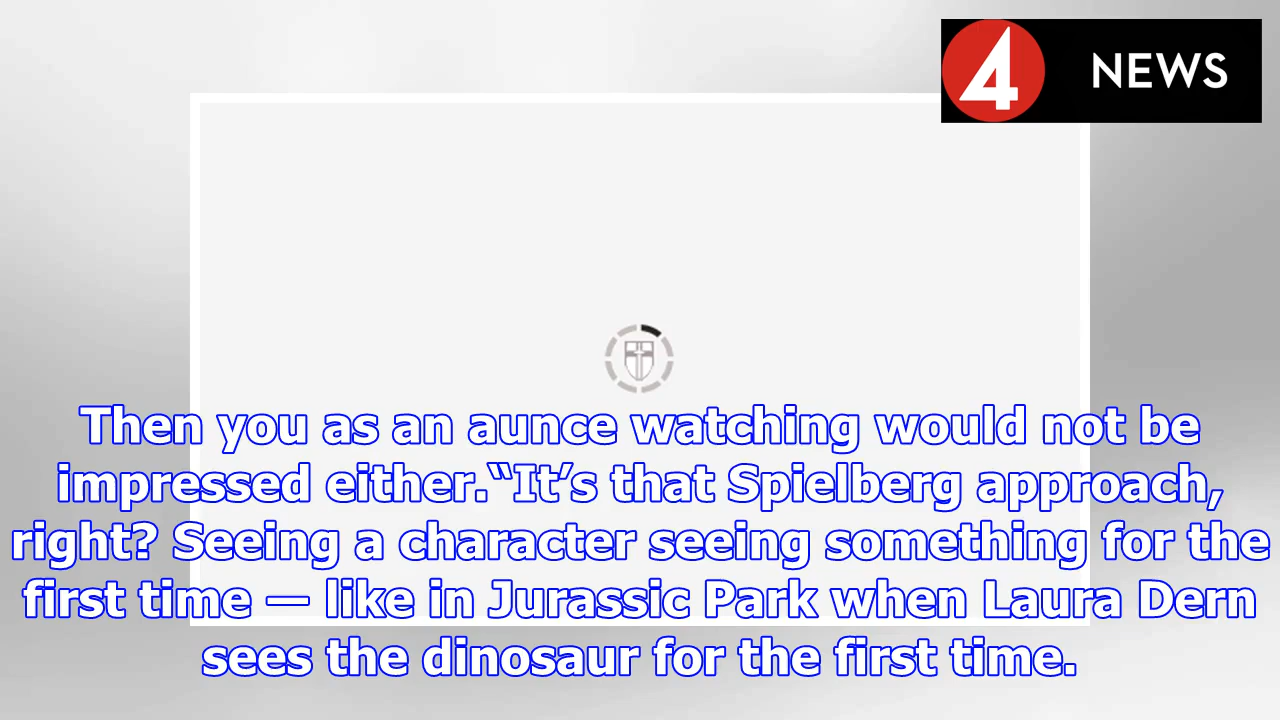 4 NEWS
Then you as an aunce watching would not be
impressed either.“It’s that Spielberg approach,
right? Seeing a character seeing something for the
first time — like in Jurassic Park when Laura Dern
sees the dinosaur for the first time.